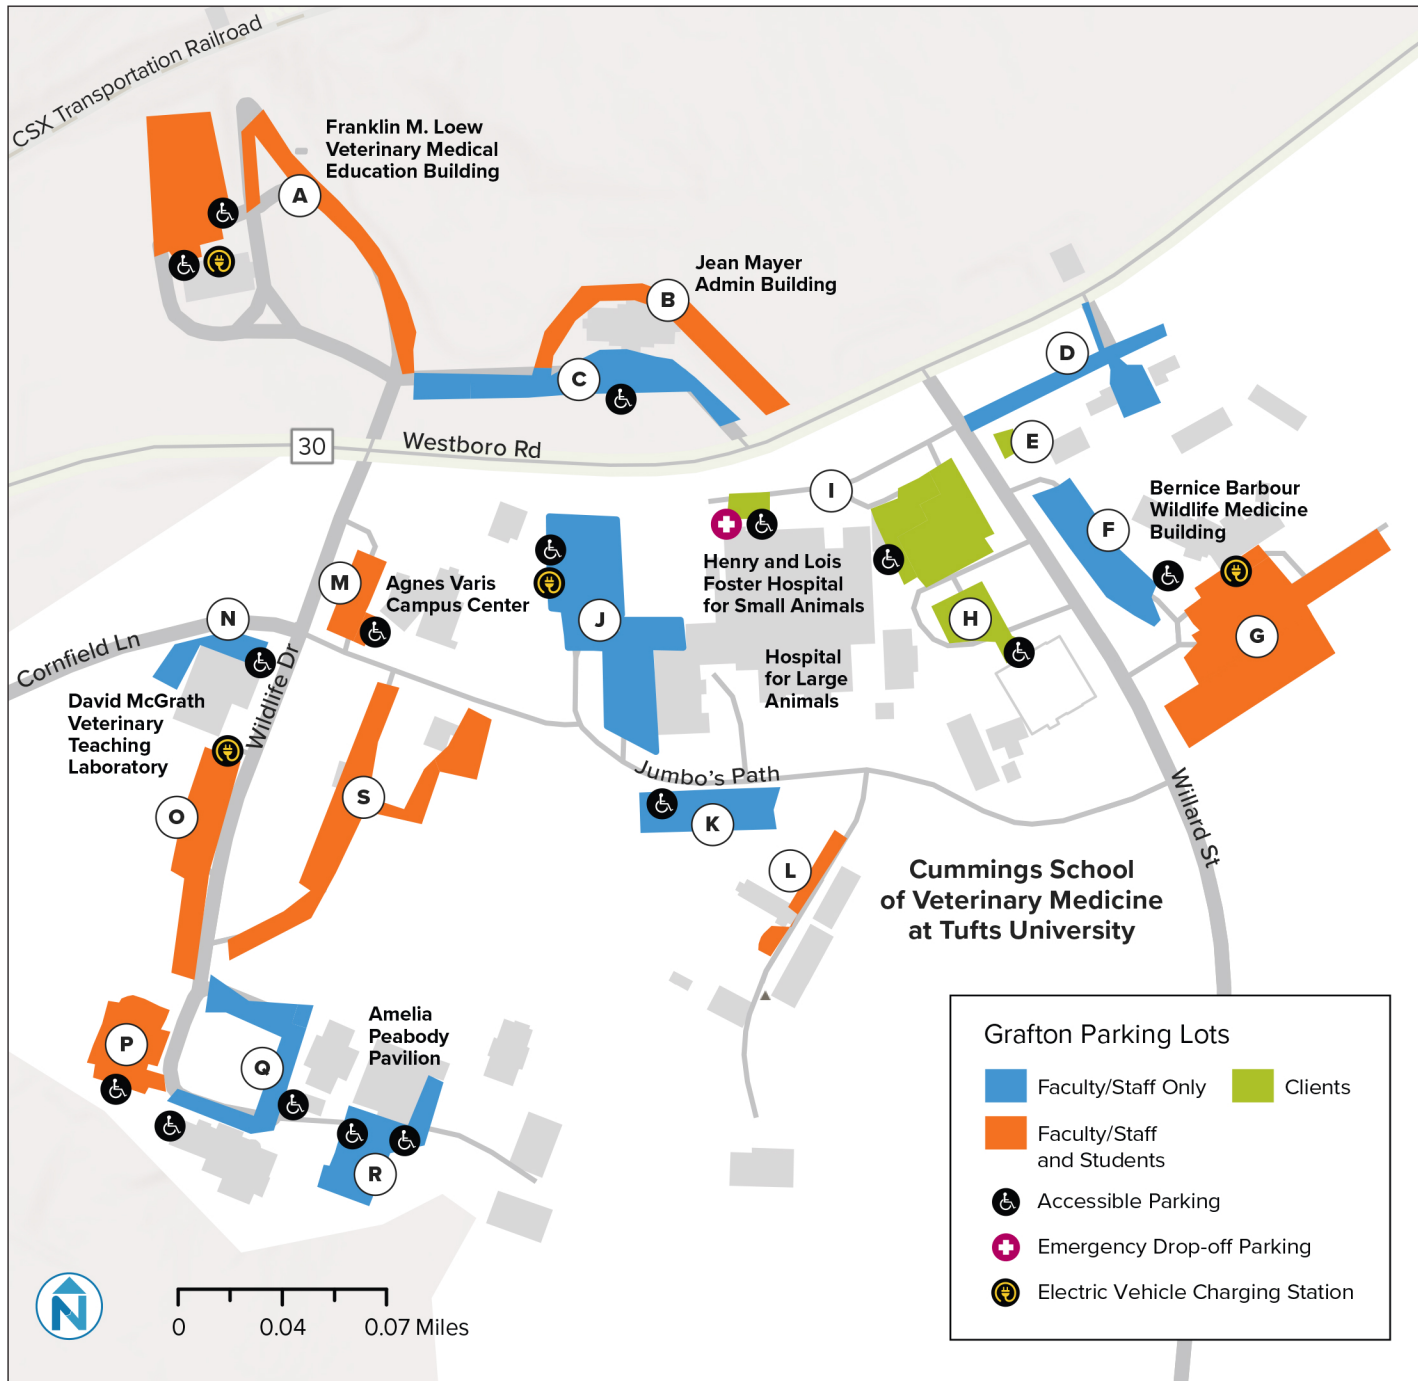 CSX Transportation Railroad
Franklin M. Loew
Veterinary Medical
Education Building
A
Jean Mayer
Admin Building
B
C
D
30
Westboro Rd
E
I
Bernice Barbour
Wildlife Medicine
Building
F
Henry and Lois
Foster Hospital
for Small Animals
M
Agnes Varis
Campus Center
J
H
G
N
Cornfield Ln
Wildlife Dr
Hospital
for Large
Animals
David McGrath
Veterinary
Teaching
Laboratory
Jumbo's Path
S
O
K
Willard St
L
Cummings School
of Veterinary Medicine
at Tufts University
Amelia
Peabody
Pavilion
P
Q
R
Grafton Parking Lots
Faculty/Staff Only
Clients
Faculty/Staff
and Students
Accessible Parking
Emergency Drop-off Parking
Electric Vehicle Charging Station
N
0 0.04 0.07 Miles